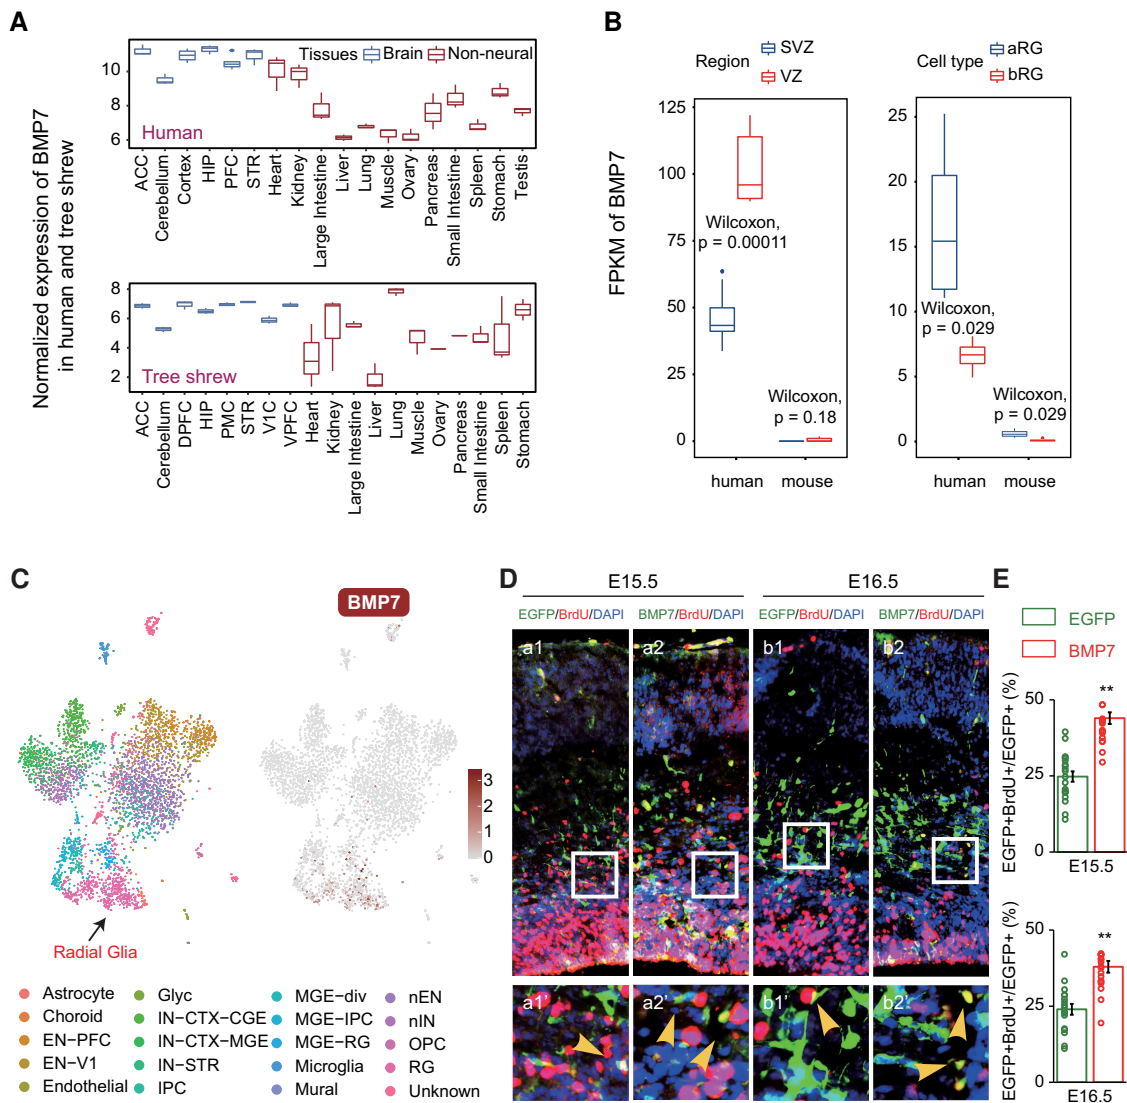 A
Normalized expression of BMP7
in human and tree shrew
Tissues Brain Non-neural
10
8
6
Human
ACC
Cerebellum
Cortex
HIP
PFC
STR
Heart
Kidney
Large Intestine
Liver
Lung
Muscle
Ovary
Pancreas
Small Intestine
Spleen
Stomach
Testis
8
6
4
2
Tree shrew
ACC
Cerebellum
DPFC
HIP
PMC
STR
V1C
VPFC
Heart
Kidney
Large Intestine
Liver
Lung
Muscle
Ovary
Pancreas
Small Intestine
Spleen
Stomach
B
Region
SVZ
VZ
FPKM of BMP7
125
100
75
50
25
0
Wilcoxon,
p = 0.00011
Wilcoxon,
p = 0.18
human mouse
Cell type
aRG
bRG
25
20
15
10
5
0
Wilcoxon,
p = 0.029
Wilcoxon,
p = 0.029
human mouse
C
BMP7
3
2
1
0
Radial Glia
Astrocyte
Choroid
EN−PFC
EN−V1
Endothelial
Glyc
IN−CTX−CGE
IN−CTX−MGE
IN−STR
IPC
MGE−div
MGE−IPC
MGE−RG
Microglia
Mural
nEN
nIN
OPC
RG
Unknown
D
E15.5
E16.5
EGFP/BrdU/DAPI
BMP7/BrdU/DAPI
EGFP/BrdU/DAPI
BMP7/BrdU/DAPI
a1
a2
b1
b2
a1'
a2'
b1'
b2'
E
EGFP
BMP7
EGFP+BrdU+/EGFP+ (%)
50
25
0
**
E15.5
EGFP+BrdU+/EGFP+ (%)
50
25
0
**
E16.5